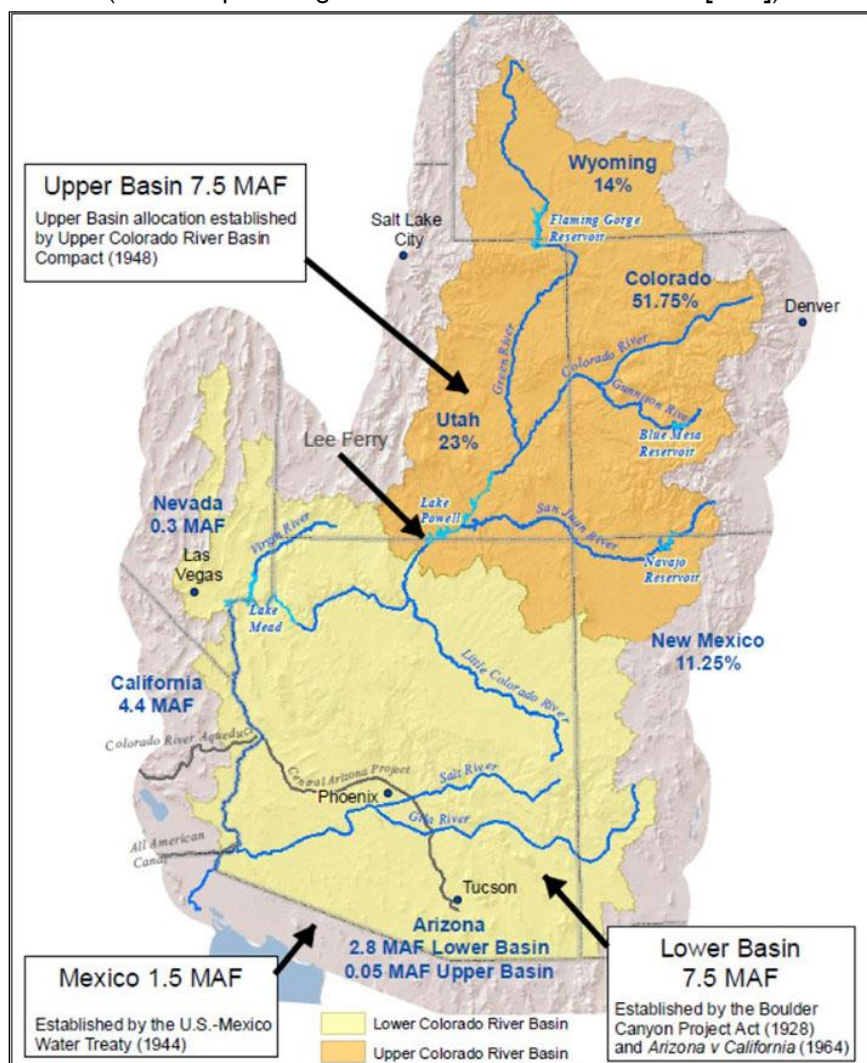 Upper Basin 7.5 MAF
Upper Basin allocation established
by Upper Colorado River Basin
Compact (1948)
Wyoming
14%
Salt Lake
City
Flaming Gorge
Reservoir
Colorado
51.75%
Denver
Green River
Colorado River
Gunnison River
Blue Mesa
Reservoir
Utah
23%
Lee Ferry
Lake
Powell
San Juan River
Navajo
Reservoir
Nevada
0.3 MAF
Virgin River
Las
Vegas
Lake
Mead
New Mexico
11.25%
California
4.4 MAF
Little Colorado River
Colorado River Aqueduct
Central Arizona Project
Salt River
Phoenix
Gila River
All American
Canal
Tucson
Arizona
2.8 MAF Lower Basin
0.05 MAF Upper Basin
Mexico 1.5 MAF
Established by the U.S.-Mexico
Water Treaty (1944)
Lower Basin
7.5 MAF
Established by the Boulder
Canyon Project Act (1928)
and Arizona v California (1964)
Lower Colorado River Basin
Upper Colorado River Basin